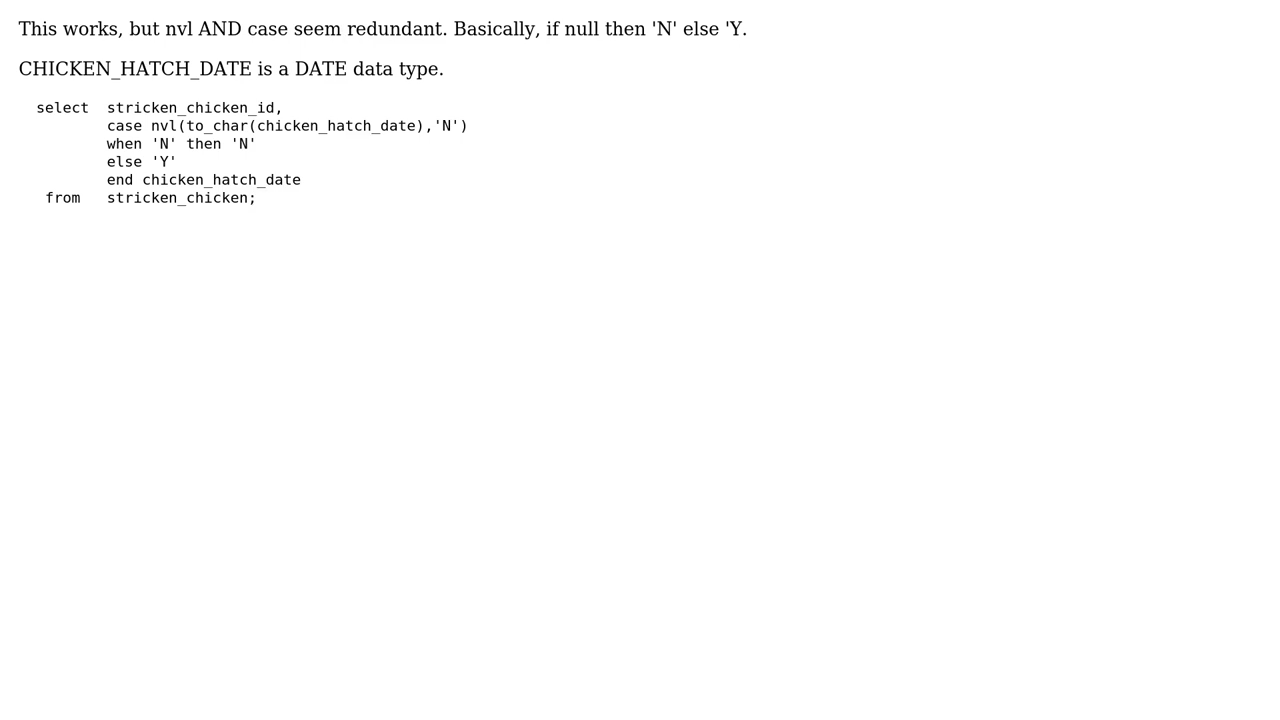 This works, but nvl AND case seem redundant. Basically, if null then 'N' else 'Y.
CHICKEN_HATCH_DATE is a DATE data type.
select  stricken_chicken_id,
        case nvl(to_char(chicken_hatch_date),'N')
        when 'N' then 'N'
        else 'Y'
        end chicken_hatch_date
 from   stricken_chicken;